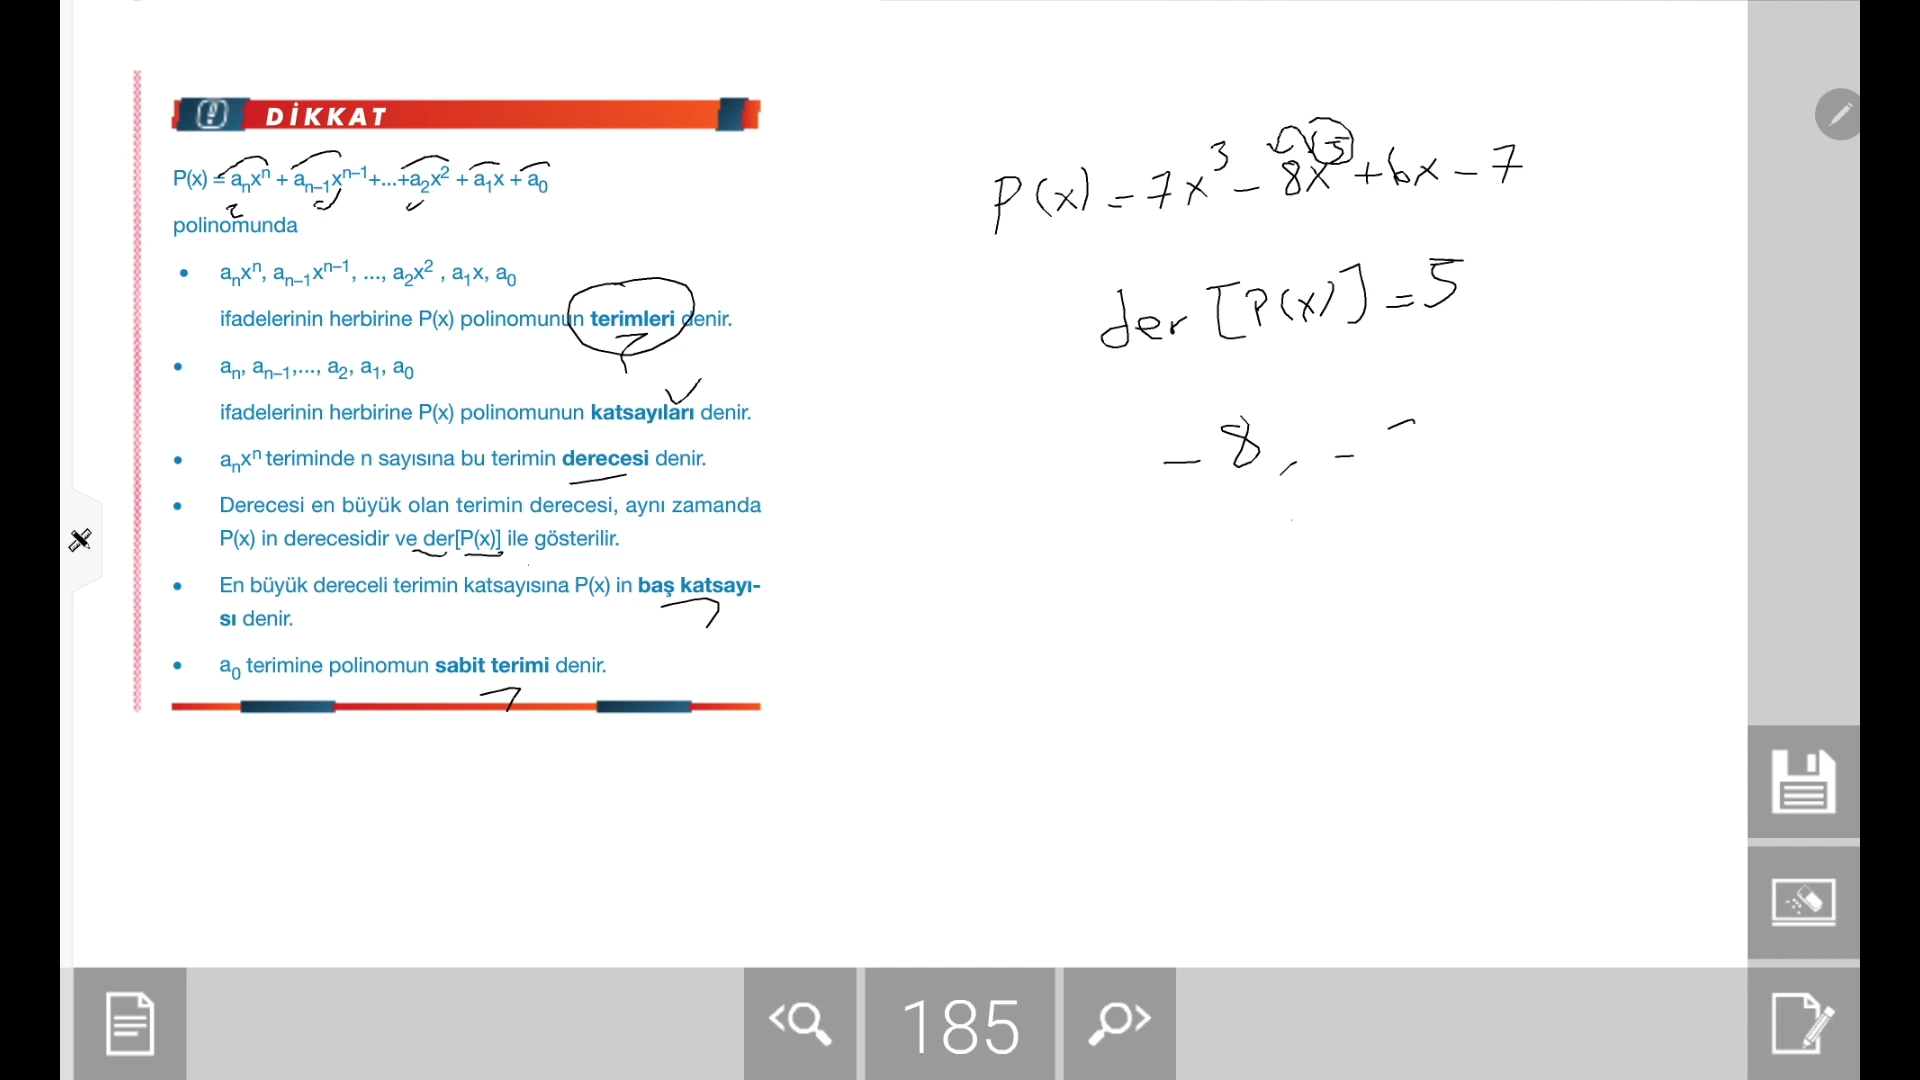 DİKKAT
P(x) = aₙxⁿ + aₙ₋₁xⁿ⁻¹+...+a₂x² + a₁x + a₀
polinomunda
• aₙxⁿ, aₙ₋₁xⁿ⁻¹, ..., a₂x² , a₁x, a₀
ifadelerinin herbirine P(x) polinomunun terimleri denir.
• aₙ, aₙ₋₁,..., a₂, a₁, a₀
ifadelerinin herbirine P(x) polinomunun katsayıları denir.
• aₙxⁿ teriminde n sayısına bu terimin derecesi denir.
• Derecesi en büyük olan terimin derecesi, aynı zamanda
P(x) in derecesidir ve der[P(x)] ile gösterilir.
• En büyük dereceli terimin katsayısına P(x) in baş katsayı-
sı denir.
• a₀ terimine polinomun sabit terimi denir.
P(x) = 7x³ - 8x⁵ + 6x - 7
der [P(x)] = 5
- 8, -
185